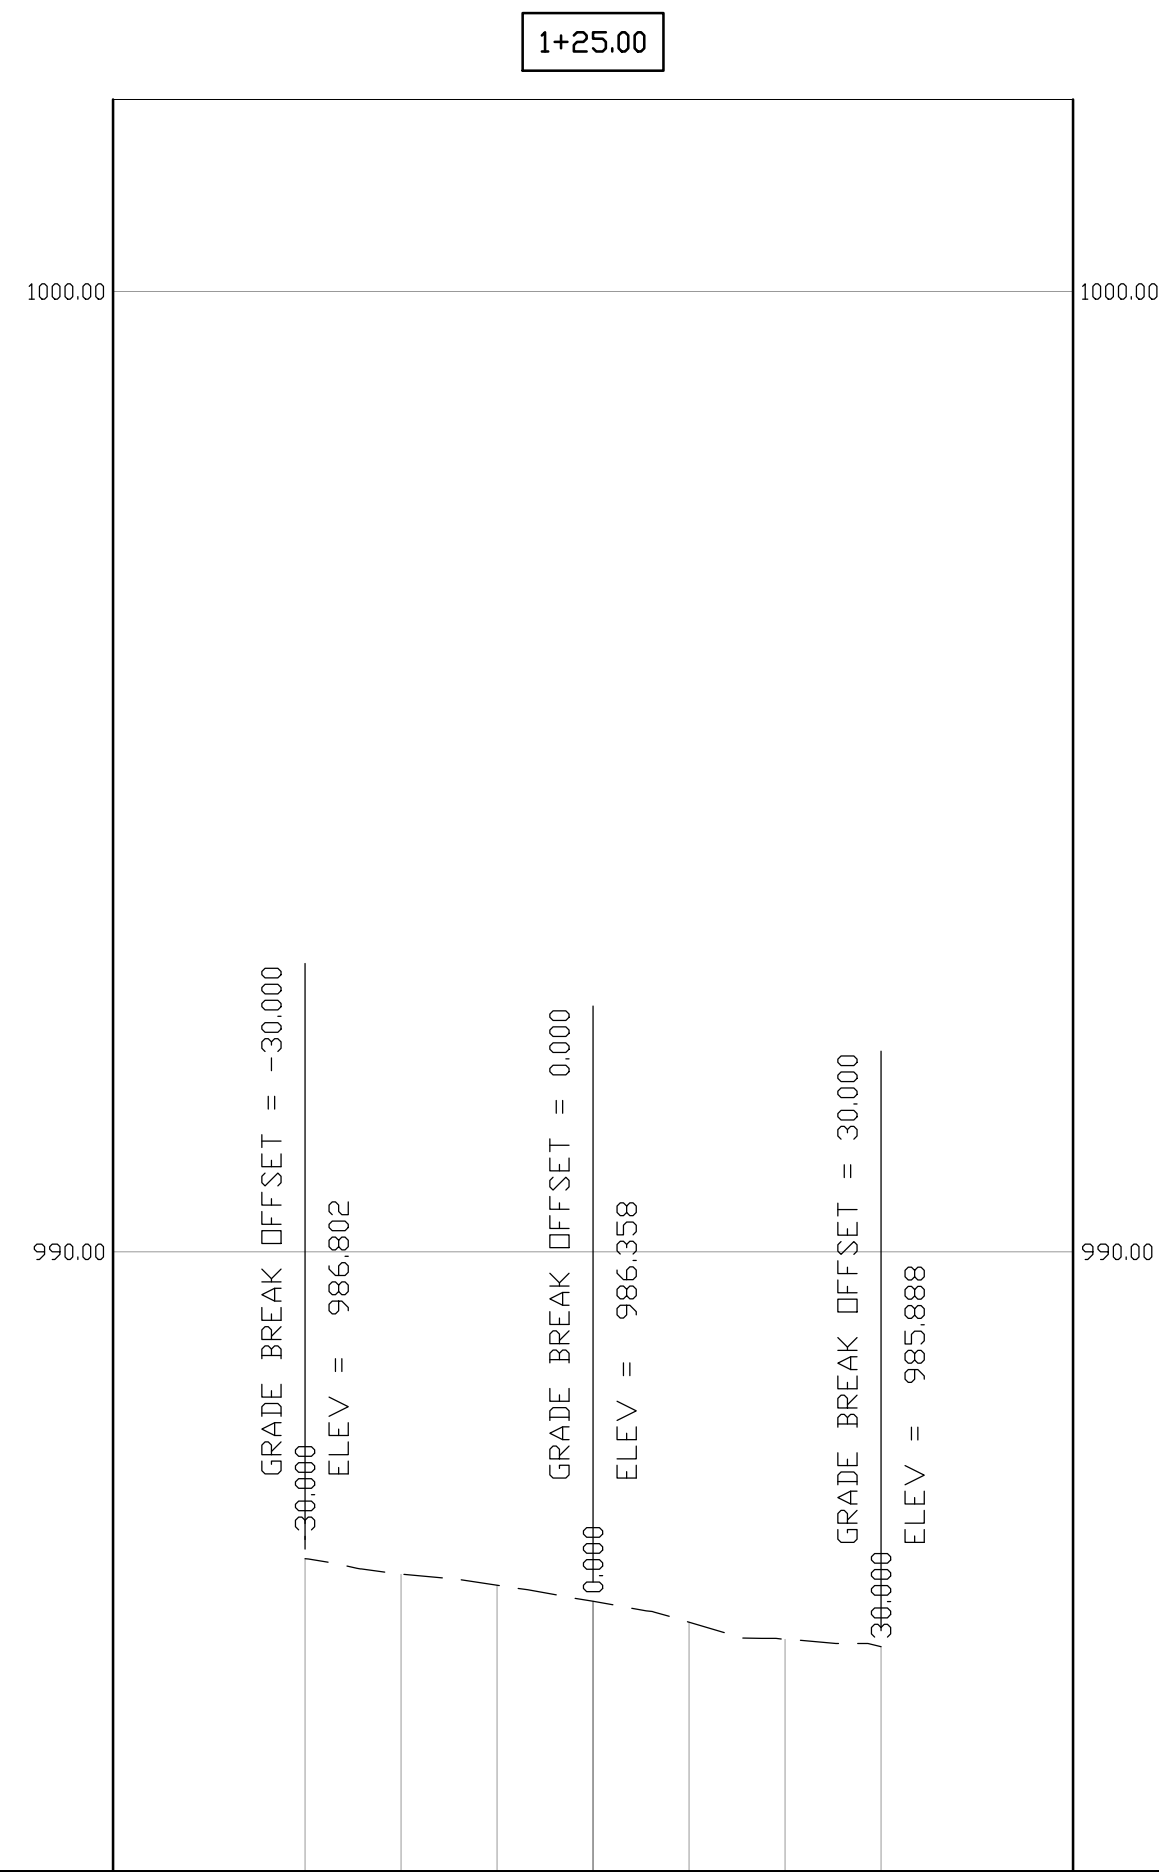 1+25.00
1000.00
1000.00
990.00
990.00
GRADE BREAK OFFSET = -30.000
ELEV = 986.802
-30.000
GRADE BREAK OFFSET = 0.000
ELEV = 986.358
0.000
GRADE BREAK OFFSET = 30.000
ELEV = 985.888
30.000